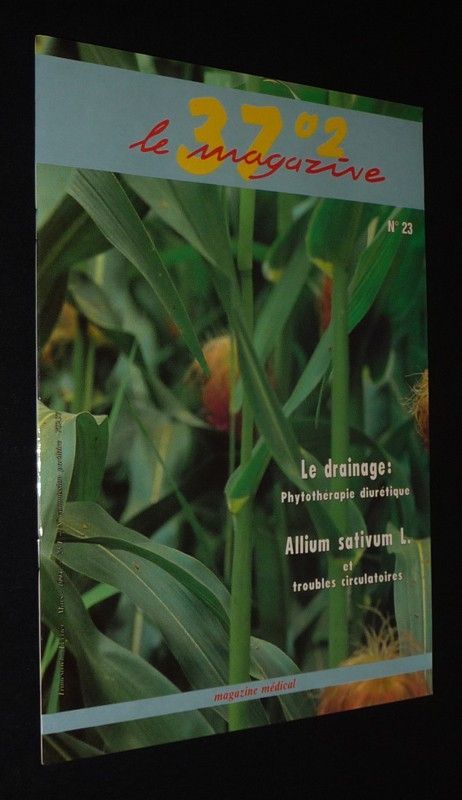 37°2
le magazine
N° 23
Le drainage:
Phytothérapie diurétique
Allium sativum L.
et
troubles circulatoires
magazine médical